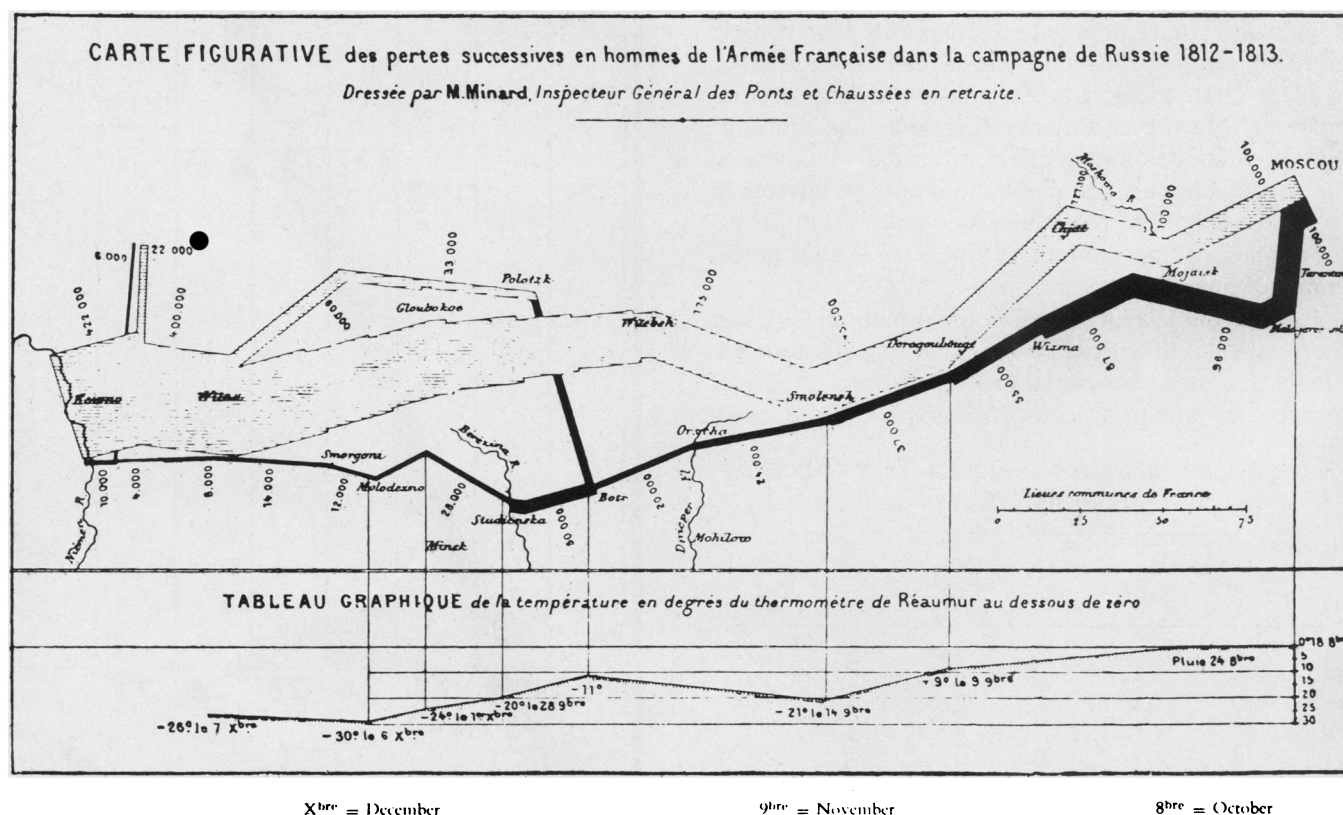 CARTE FIGURATIVE des pertes successives en hommes de l'Armée Française dans la campagne de Russie 1812-1813.
Dressée par M.Minard, Inspecteur Général des Ponts et Chaussées en retraite.
MOSCOU
100.000
100.000
127.100
Moskowa R
100 000
Chjat
Mojaisk
100.000
6 000
22 000
33 000
Polotzk
Gloubokoe
60.000
422 000
400.000
175 000
Witebsk
Dorogoubouge
Wizma
87 000
96 000
55 000
Kowno
Wilna
Smolensk
37 000
Orscha
24 000
Smorgoni
Molodezno
Bérézina R
Studienska
Botr
10.000
4.000
8.000
14.000
12.000
28.000
50 000
20 000
Niémen R
Minsk
Dnieper Fl
Mohilow
Lieues communes de France
0 25 50 75
TABLEAU GRAPHIQUE de la température en degrés du thermomètre de Réaumur au dessous de zéro
0° 18 8bre
5
10
15
20
25
30
Pluie 24 8bre
-9° le 9 9bre
-21° le 14 9bre
-11°
-20° le 28 9bre
-24° le 1er Xbre
-30° le 6 Xbre
-26° le 7 Xbre
Xbre = December
9bre = November
8bre = October